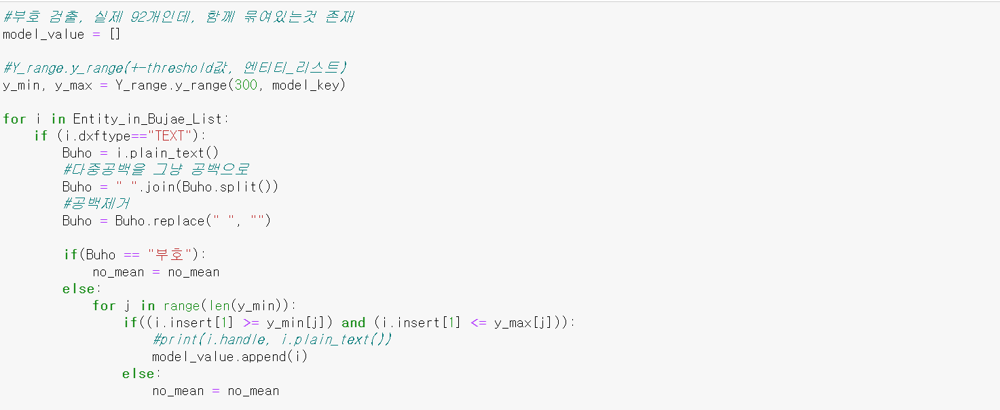 #부호 검출, 실제 92개인데, 함께 묶여있는것 존재
model_value = []
#Y_range.y_range(+-threshold값, 엔티티_리스트)
y_min, y_max = Y_range.y_range(300, model_key)
for i in Entity_in_Bujae_List:
    if (i.dxftype=="TEXT"):
        Buho = i.plain_text()
        #다중공백을 그냥 공백으로
        Buho = " ".join(Buho.split())
        #공백제거
        Buho = Buho.replace(" ", "")
        if(Buho == "부호"):
            no_mean = no_mean
        else:
            for j in range(len(y_min)):
                if((i.insert[1] >= y_min[j]) and (i.insert[1] <= y_max[j])):
                    #print(i.handle, i.plain_text())
                    model_value.append(i)
                else:
                    no_mean = no_mean